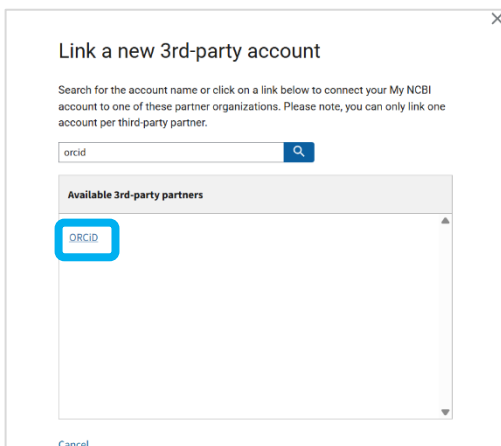 Link a new 3rd-party account
Search for the account name or click on a link below to connect your My NCBI
account to one of these partner organizations. Please note, you can only link one
account per third-party partner.
orcid
Available 3rd-party partners
ORCiD
Cancel